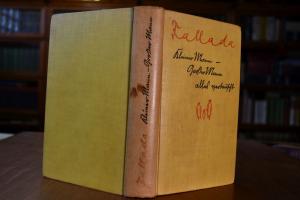 Fallada
Kleiner Mann –
Großer Mann
alles vertauscht
Fallada Kleiner Mann – Großer Mann